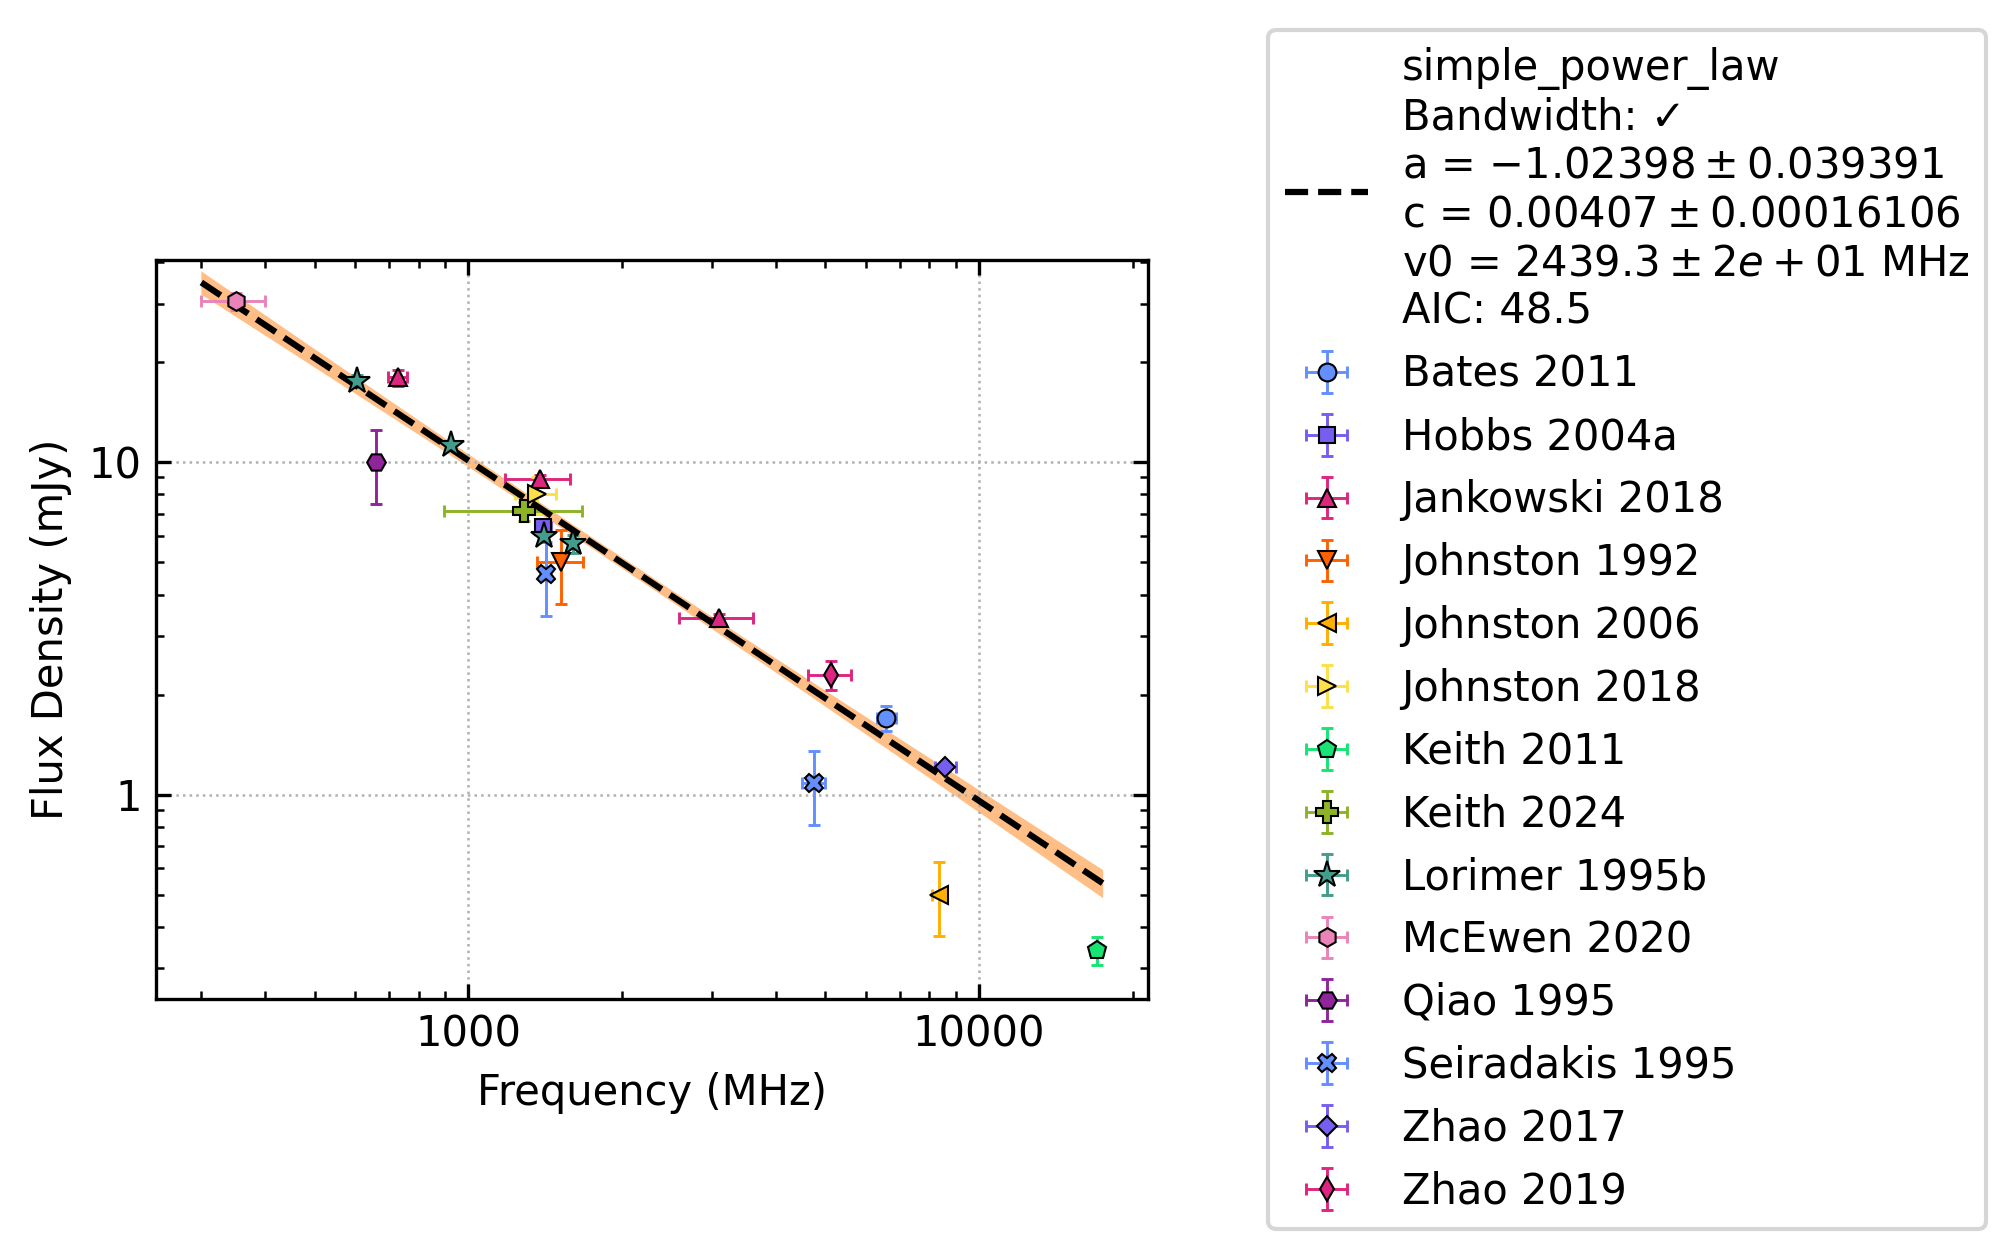 simple_power_law
Bandwidth: ✓
a = −1.02398 ± 0.039391
c = 0.00407 ± 0.00016106
v0 = 2439.3 ± 2e + 01 MHz
AIC: 48.5
Bates 2011
Hobbs 2004a
Jankowski 2018
Johnston 1992
Johnston 2006
Johnston 2018
Keith 2011
Keith 2024
Lorimer 1995b
McEwen 2020
Qiao 1995
Seiradakis 1995
Zhao 2017
Zhao 2019
Flux Density (mJy)
10
1
1000
10000
Frequency (MHz)